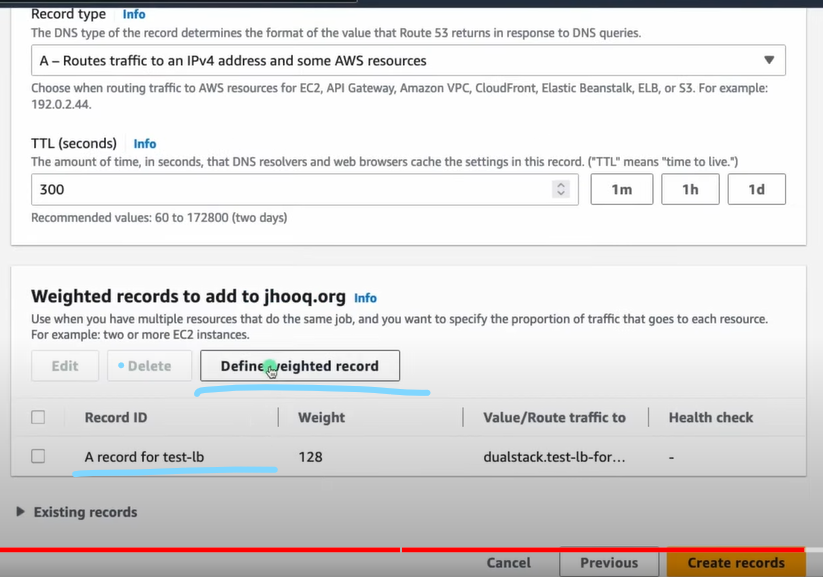 Record type Info
The DNS type of the record determines the format of the value that Route 53 returns in response to DNS queries.
A – Routes traffic to an IPv4 address and some AWS resources
Choose when routing traffic to AWS resources for EC2, API Gateway, Amazon VPC, CloudFront, Elastic Beanstalk, ELB, or S3. For example:
192.0.2.44.
TTL (seconds) Info
The amount of time, in seconds, that DNS resolvers and web browsers cache the settings in this record. ("TTL" means "time to live.")
300 1m 1h 1d
Recommended values: 60 to 172800 (two days)
Weighted records to add to jhooq.org Info
Use when you have multiple resources that do the same job, and you want to specify the proportion of traffic that goes to each resource.
For example: two or more EC2 instances.
Edit Delete Define weighted record
Record ID Weight Value/Route traffic to Health check
A record for test-lb 128 dualstack.test-lb-for... -
Existing records
Cancel Previous Create records